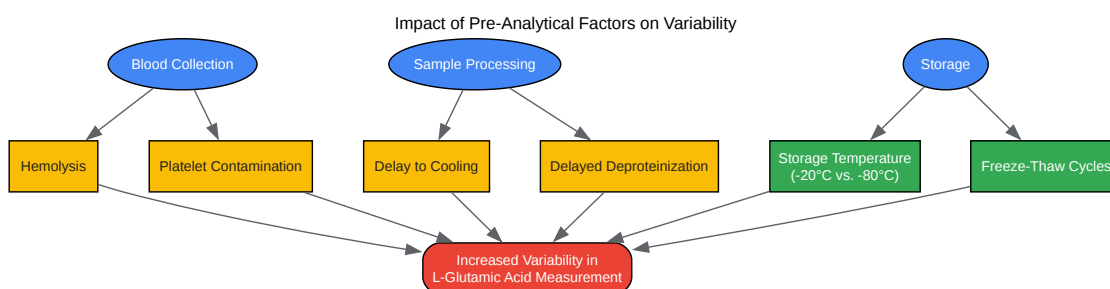 Impact of Pre-Analytical Factors on Variability
Blood Collection
Sample Processing
Storage
Hemolysis
Platelet Contamination
Delay to Cooling
Delayed Deproteinization
Storage Temperature
(-20°C vs. -80°C)
Freeze-Thaw Cycles
Increased Variability in
L-Glutamic Acid Measurement